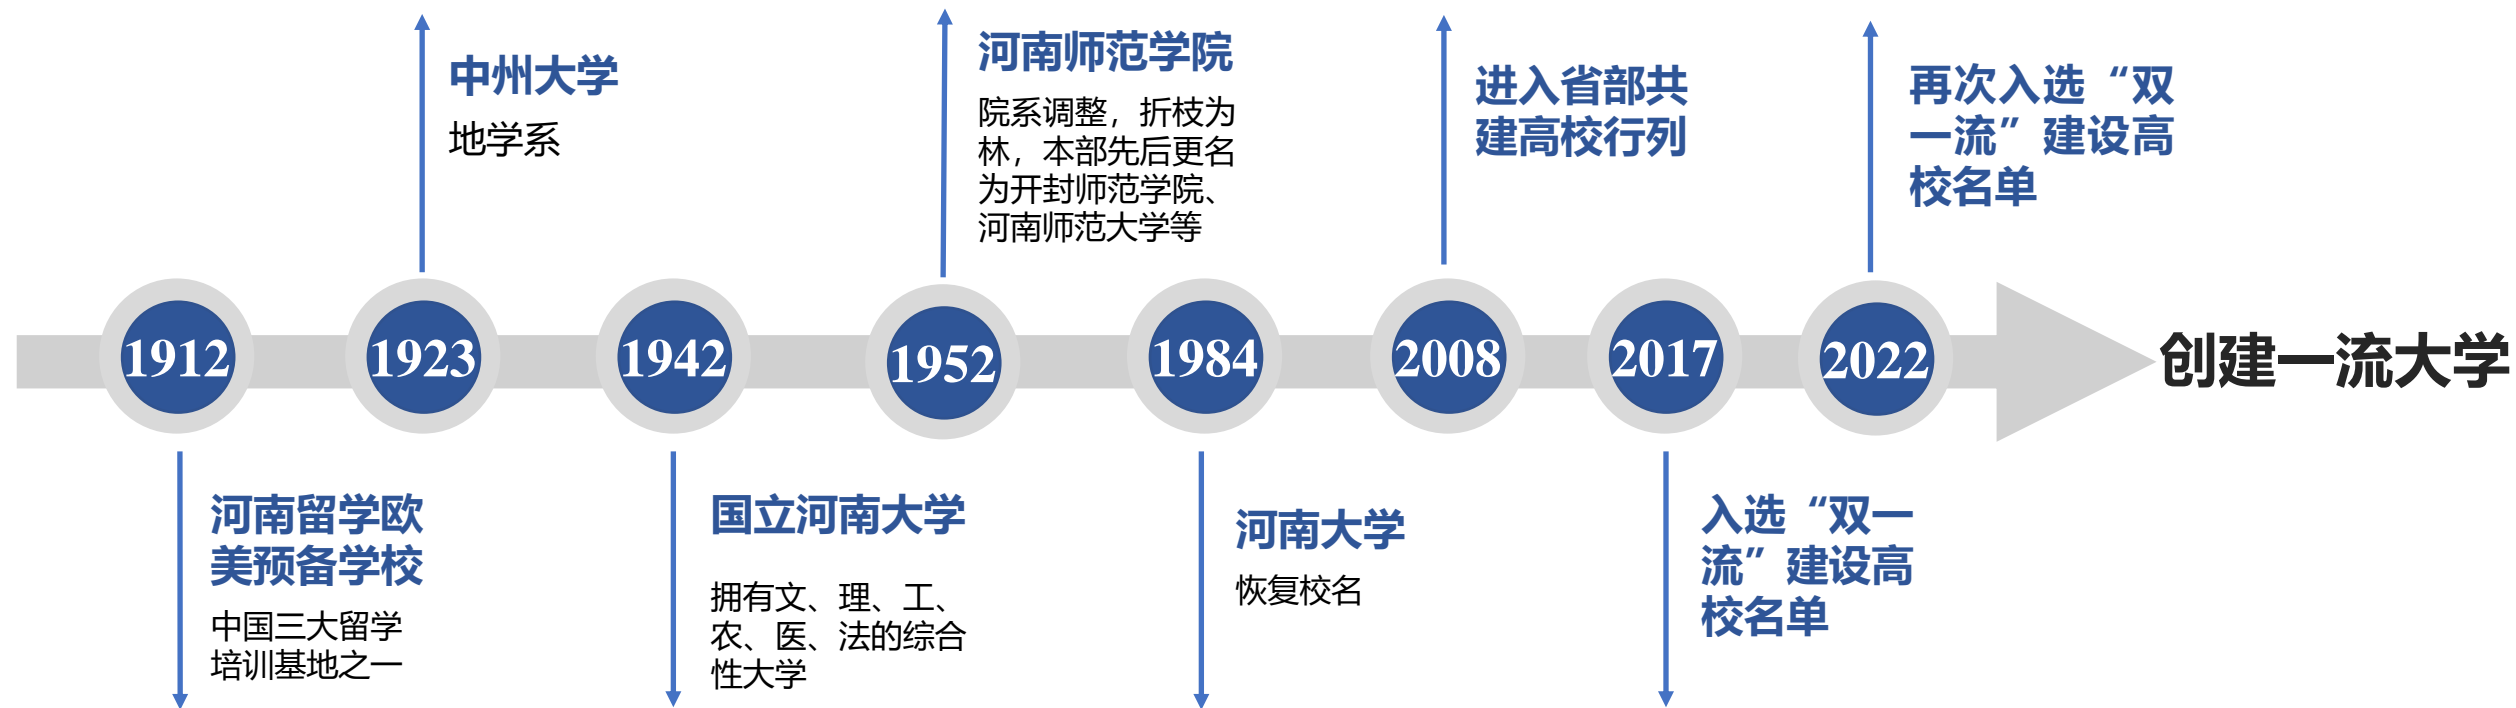 中州大学
地学系
河南师范学院
院系调整，折枝为
林，本部先后更名
为开封师范学院、
河南师范大学等
进入省部共
建高校行列
再次入选“双
一流”建设高
校名单
1912
1923
1942
1952
1984
2008
2017
2022
创建一流大学
河南留学欧
美预备学校
中国三大留学
培训基地之一
国立河南大学
拥有文、理、工、
农、医、法的综合
性大学
河南大学
恢复校名
入选“双一
流”建设高
校名单